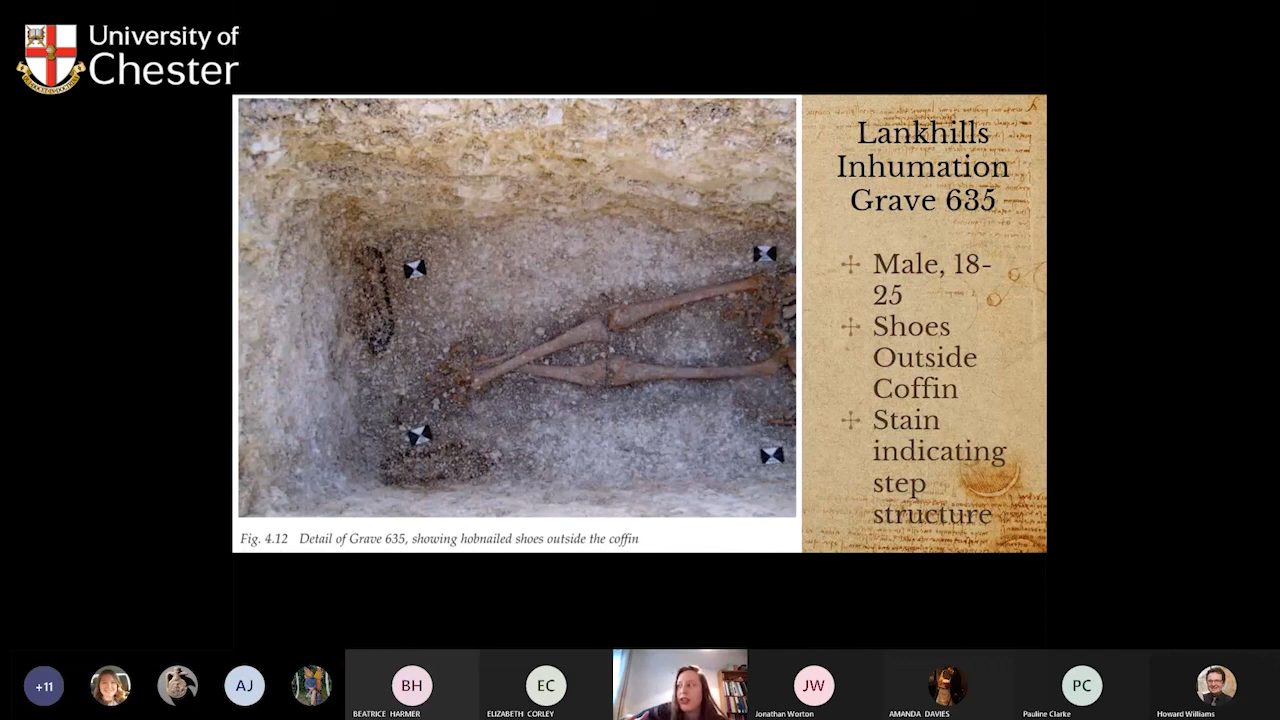 University of
Chester
Lankhills
Inhumation
Grave 635
Male, 18-
25
Shoes
Outside
Coffin
Stain
indicating
step
structure
Fig. 4.12 Detail of Grave 635, showing hobnailed shoes outside the coffin
+11
AJ
BH
BEATRICE HARMER
EC
ELIZABETH CORLEY
JW
Jonathan Worton
AMANDA DAVIES
PC
Pauline Clarke
Howard Williams